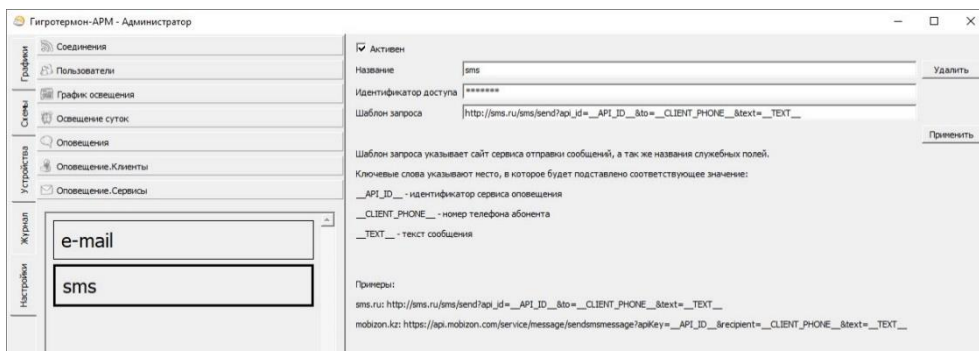 Гигротермон-АРМ - Администратор
Графики
Схемы
Устройства
Журнал
Настройки
Соединения
Пользователи
График освещения
Освещение суток
Оповещения
Оповещение.Клиенты
Оповещение.Сервисы
e-mail
sms
Активен
Название
sms
Удалить
Идентификатор доступа
*******
Шаблон запроса
http://sms.ru/sms/send?api_id=__API_ID__&to=__CLIENT_PHONE__&text=__TEXT__
Применить
Шаблон запроса указывает сайт сервиса отправки сообщений, а так же названия служебных полей.
Ключевые слова указывают место, в которое будет подставлено соответствующее значение:
__API_ID__ - идентификатор сервиса оповещения
__CLIENT_PHONE__ - номер телефона абонента
__TEXT__ - текст сообщения
Примеры:
sms.ru: http://sms.ru/sms/send?api_id=__API_ID__&to=__CLIENT_PHONE__&text=__TEXT__
mobizon.kz: https://api.mobizon.com/service/message/sendsmsmessage?apiKey=__API_ID__&recipient=__CLIENT_PHONE__&text=__TEXT__